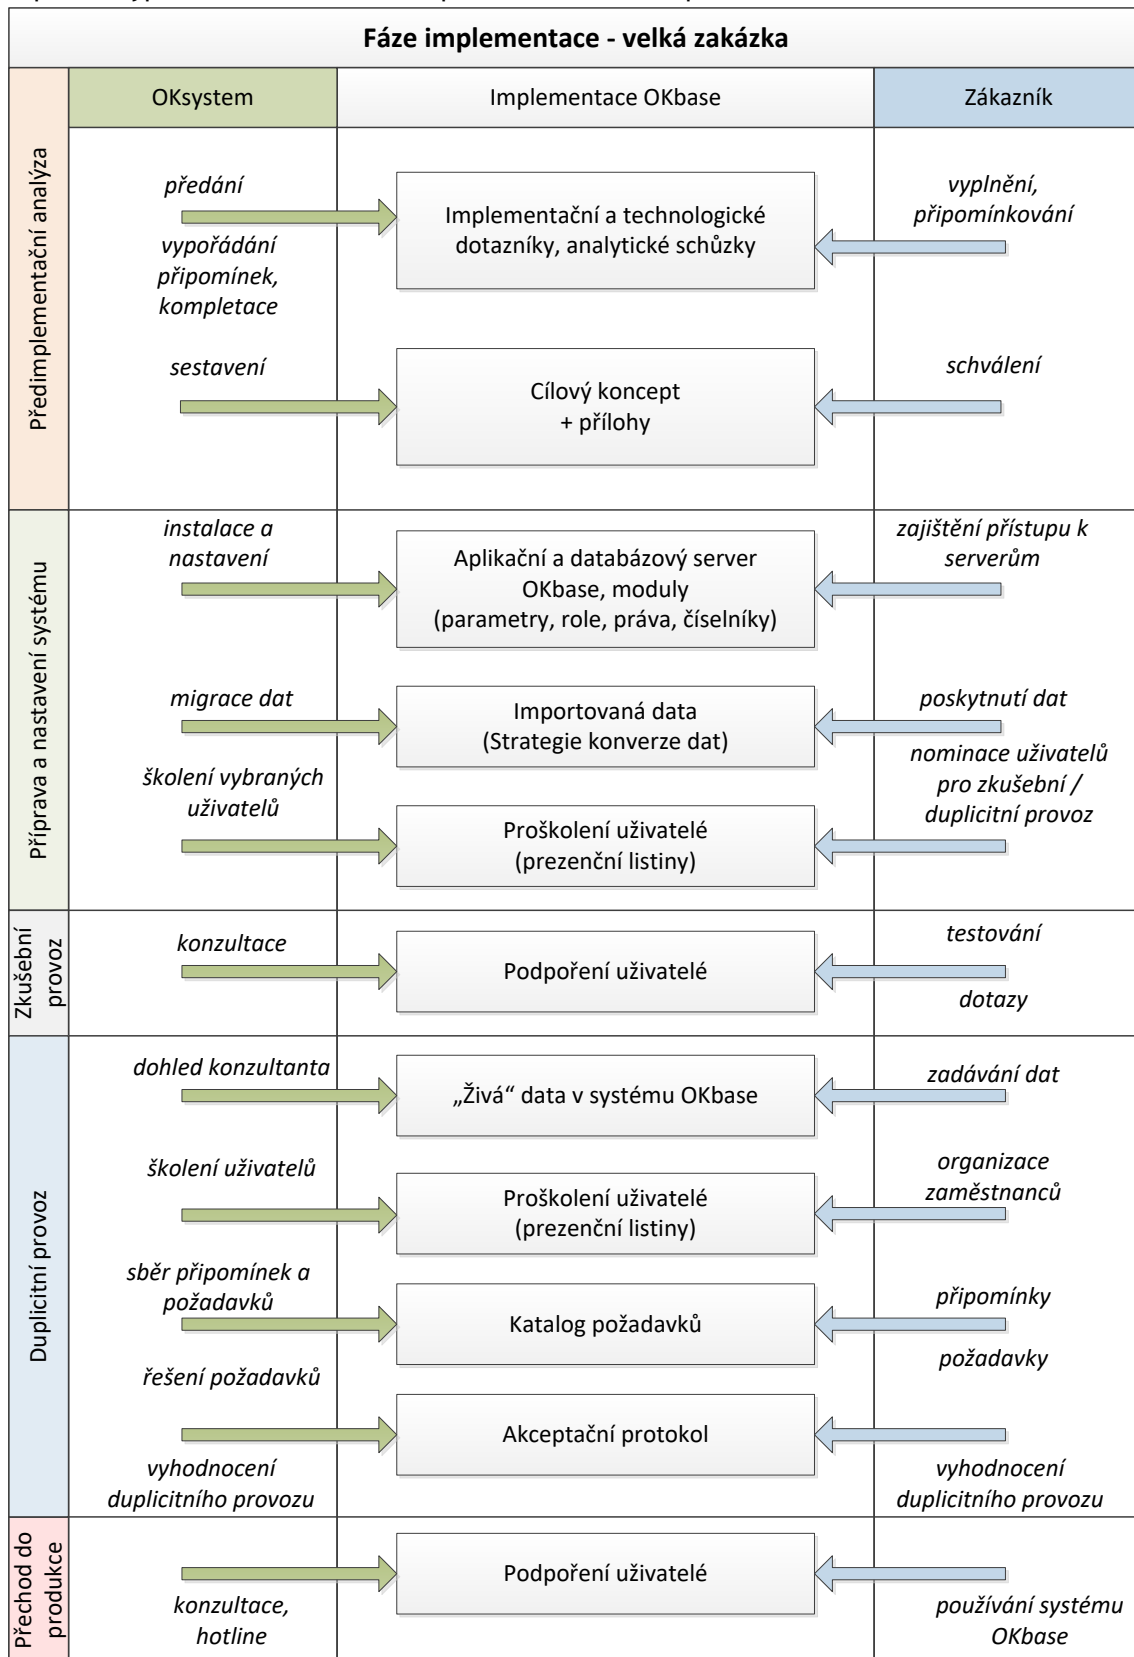 Fáze implementace - velká zakázka
OKsystem
Implementace OKbase
Zákazník
Předimplementační analýza
předání
vypořádání
připomínek,
kompletace
Implementační a technologické
dotazníky, analytické schůzky
vyplnění,
připomínkování
sestavení
Cílový koncept
+ přílohy
schválení
Příprava a nastavení systému
instalace a
nastavení
Aplikační a databázový server
OKbase, moduly
(parametry, role, práva, číselníky)
zajištění přístupu k
serverům
migrace dat
Importovaná data
(Strategie konverze dat)
poskytnutí dat
školení vybraných
uživatelů
Proškolení uživatelé
(prezenční listiny)
nominace uživatelů
pro zkušební /
duplicitní provoz
Zkušební
provoz
konzultace
Podpoření uživatelé
testování
dotazy
Duplicitní provoz
dohled konzultanta
„Živá“ data v systému OKbase
zadávání dat
školení uživatelů
Proškolení uživatelé
(prezenční listiny)
organizace
zaměstnanců
sběr připomínek a
požadavků
Katalog požadavků
připomínky
požadavky
řešení požadavků
vyhodnocení
duplicitního provozu
Akceptační protokol
vyhodnocení
duplicitního provozu
Přechod do
produkce
konzultace,
hotline
Podpoření uživatelé
používání systému
OKbase